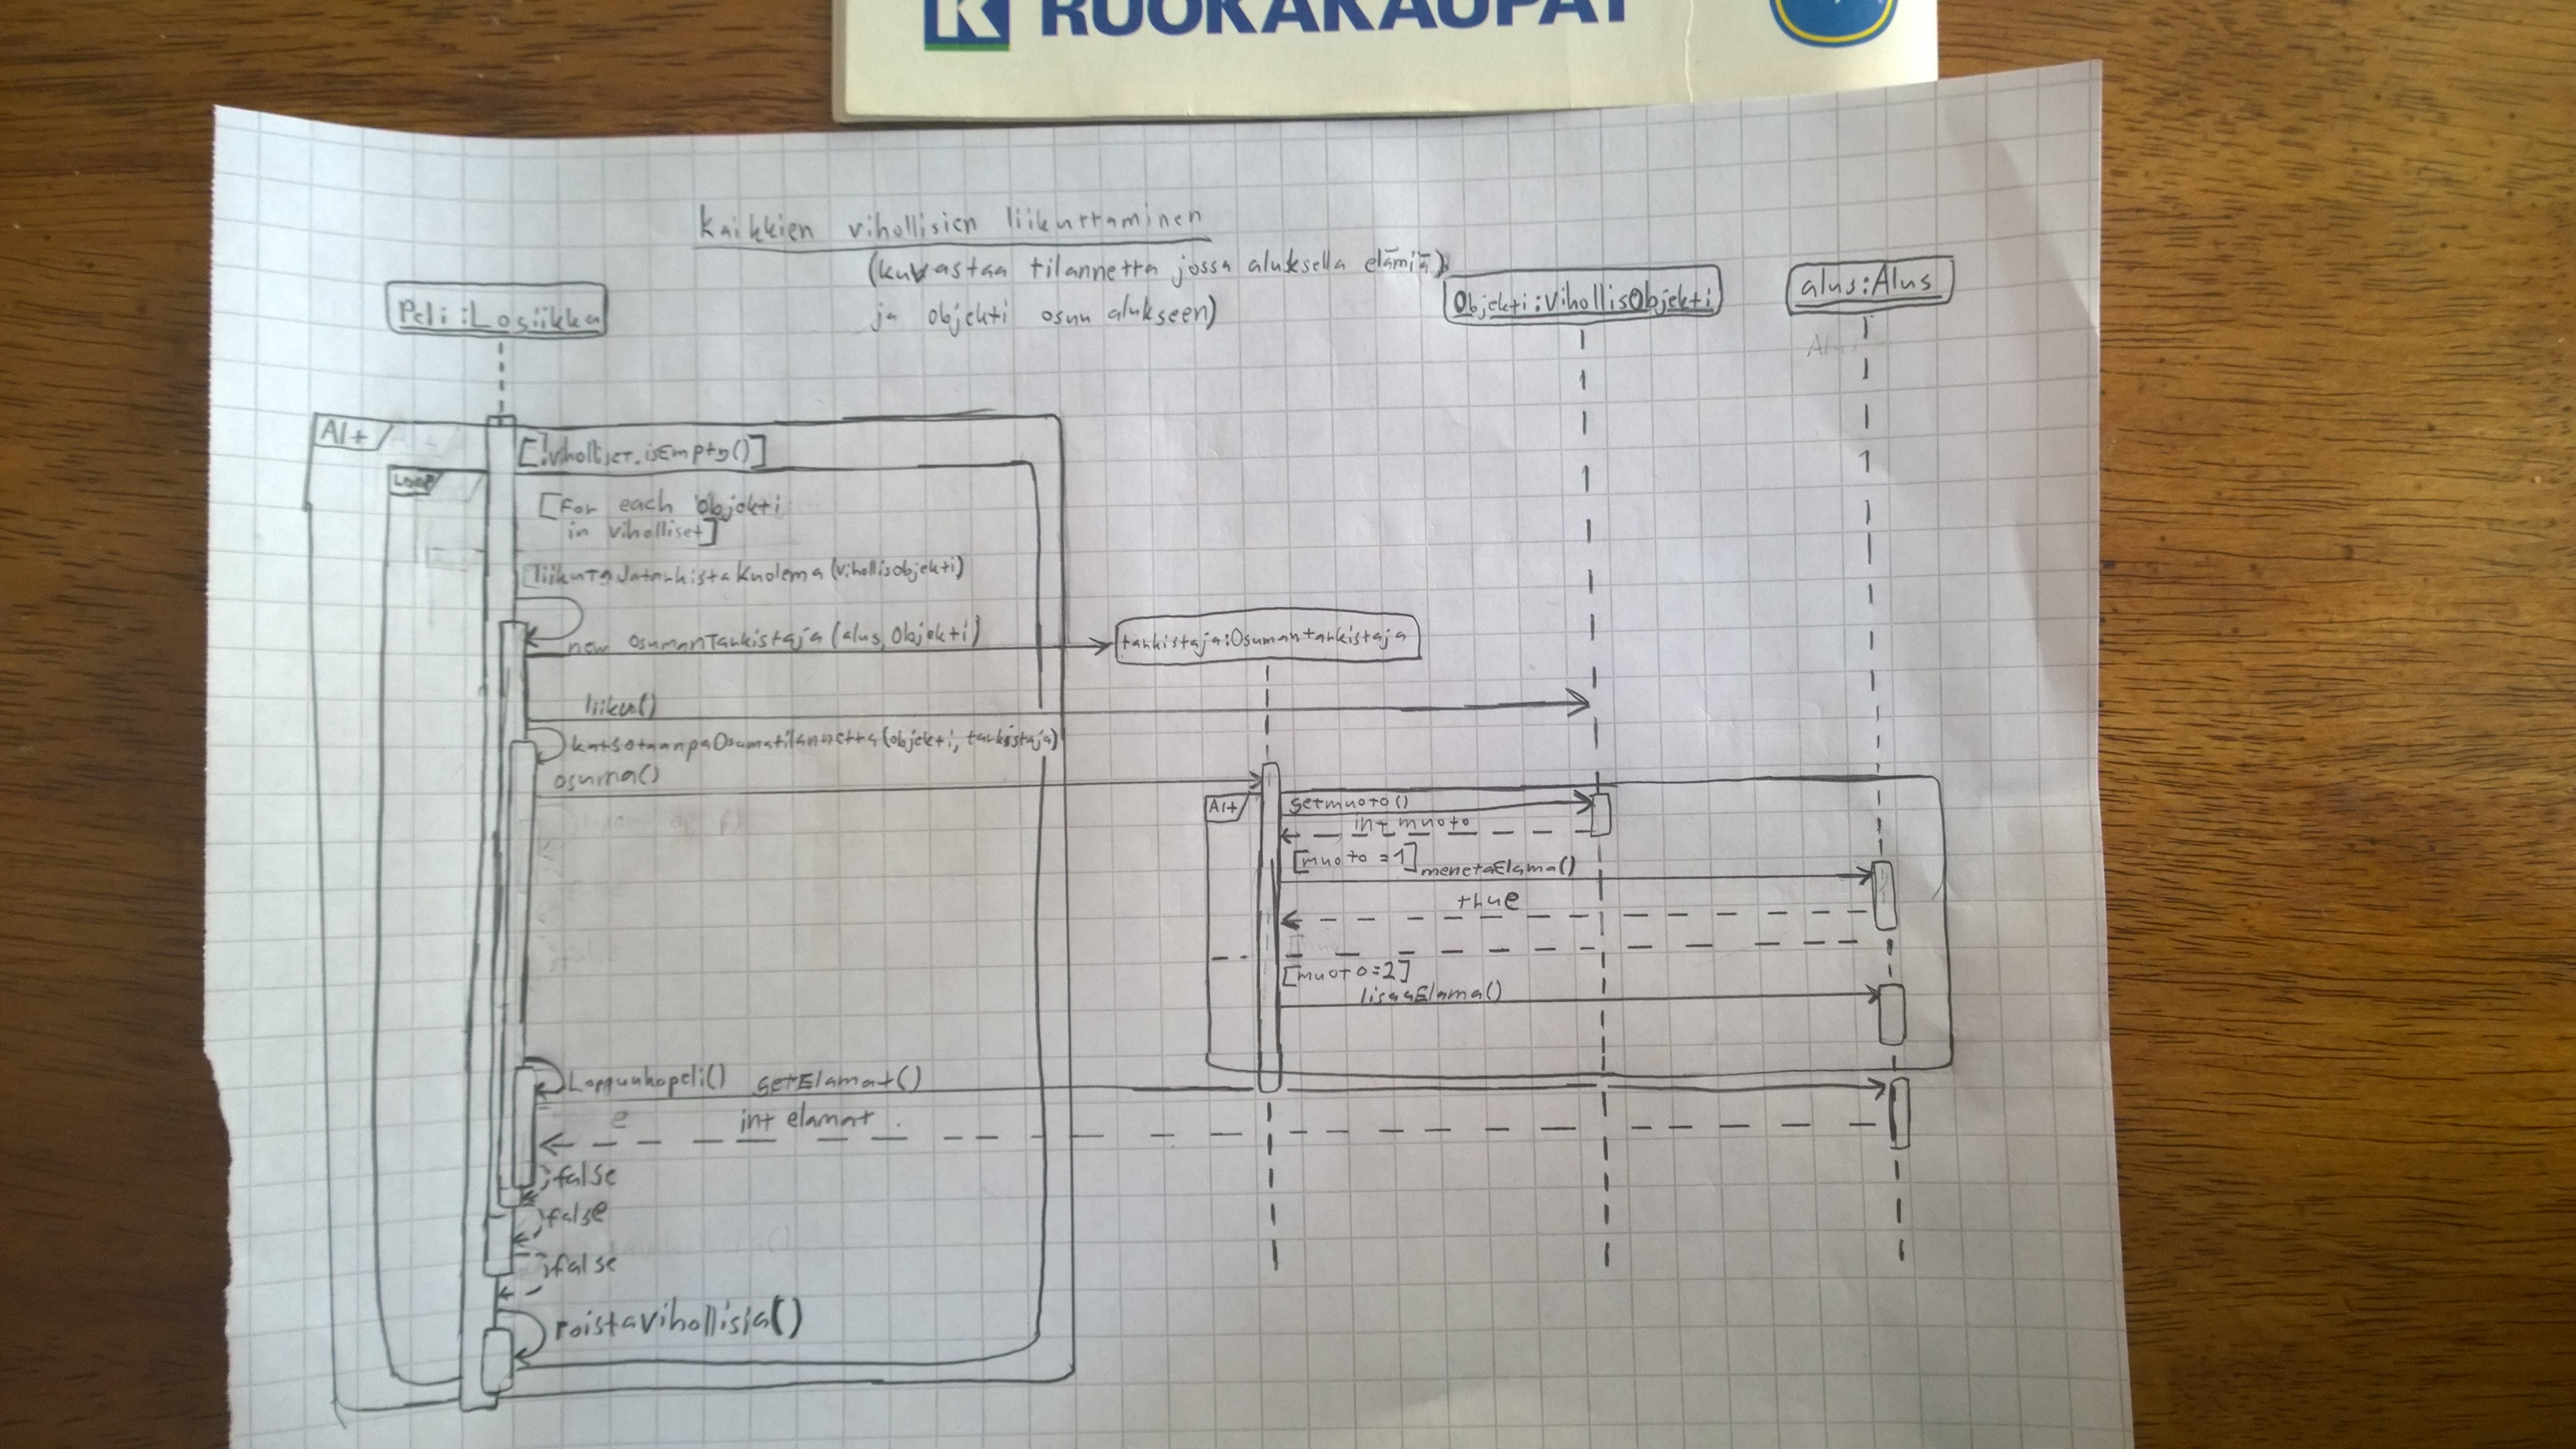 K RUOKAKAUPAT
Kaikkien vihollisien liikuttaminen
(kuvastaa tilannetta jossa aluksella elämiä)
ja objekti osuu alukseen)
Peli:Logiikka
Objekti:VihollisObjekti
alus:Alus
Alt
[!viholliset.isEmpty()]
Loop
[For each Objekti
in viholliset]
liikutaJatarkistaKuolema(vihollisObjekti)
new OsumanTarkistaja (alus, Objekti)
tarkistaja:Osumantarkistaja
liiku()
katsotaanpaOsumatilannetta(objekti, tarkistaja)
osuma()
Alt
getmuoto()
int muoto
[muoto =1] menetaElama()
true
[muoto=2]
lisaaElama()
Loppuukopeli() getElamat()
int elamat
false
false
false
poistaVihollisia()